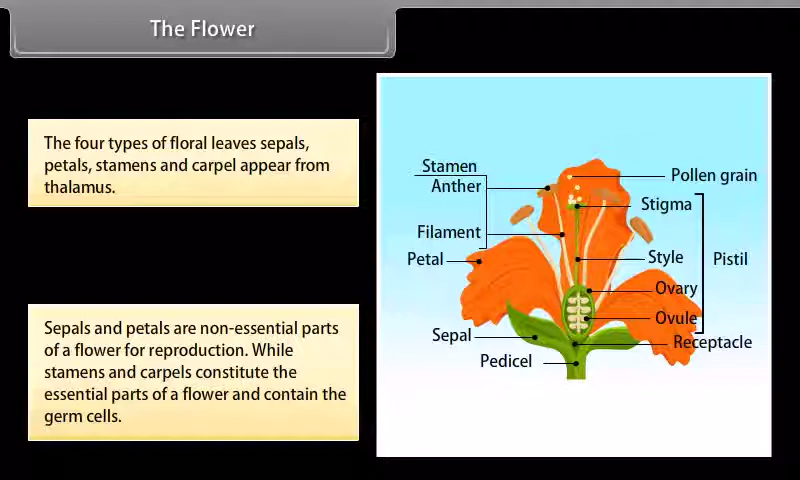 The Flower
The four types of floral leaves sepals,
petals, stamens and carpel appear from
thalamus.
Sepals and petals are non-essential parts
of a flower for reproduction. While
stamens and carpels constitute the
essential parts of a flower and contain the
germ cells.
Stamen
Anther
Filament
Petal
Sepal
Pedicel
Pollen grain
Stigma
Style
Pistil
Ovary
Ovule
Receptacle